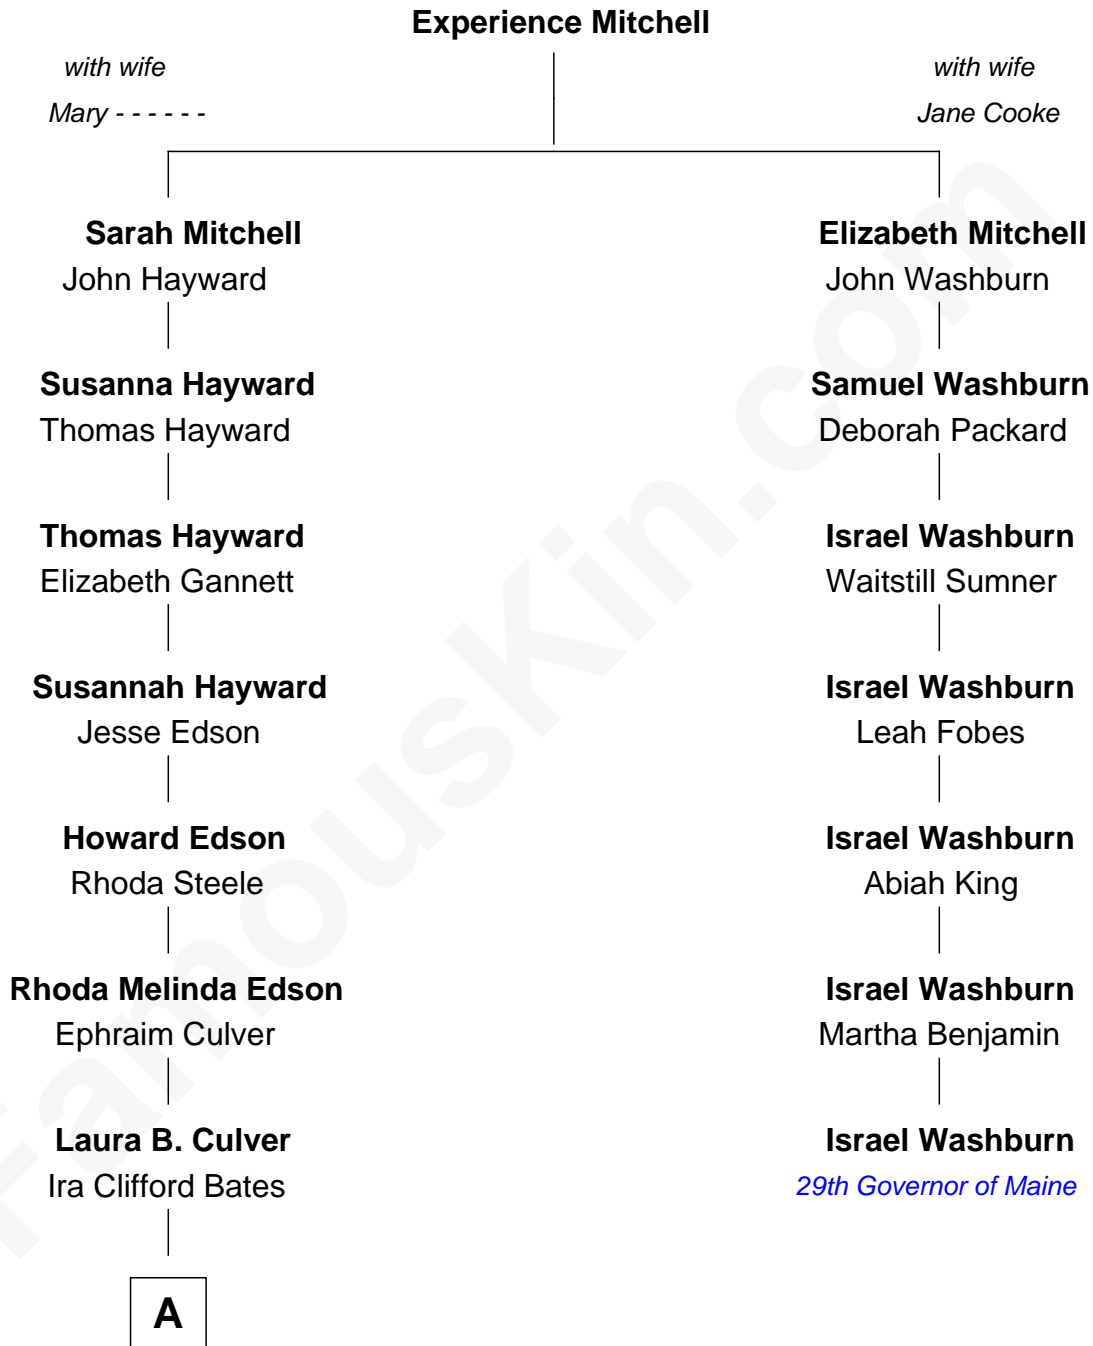 Experience Mitchell
with wife
Mary - - - - - -
with wife
Jane Cooke
Sarah Mitchell
John Hayward
Elizabeth Mitchell
John Washburn
Susanna Hayward
Thomas Hayward
Samuel Washburn
Deborah Packard
Thomas Hayward
Elizabeth Gannett
Israel Washburn
Waitstill Sumner
Susannah Hayward
Jesse Edson
Israel Washburn
Leah Fobes
Howard Edson
Rhoda Steele
Israel Washburn
Abiah King
Rhoda Melinda Edson
Ephraim Culver
Israel Washburn
Martha Benjamin
Laura B. Culver
Ira Clifford Bates
Israel Washburn
29th Governor of Maine
A
FamousKin.com